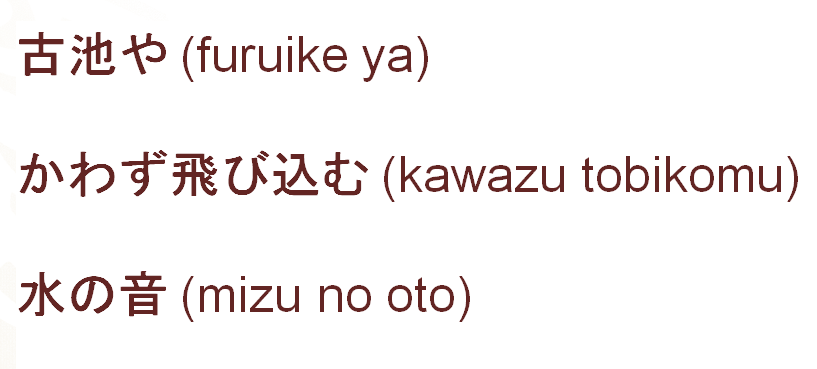 古池や (furuike ya)
かわず飛び込む (kawazu tobikomu)
水の音 (mizu no oto)